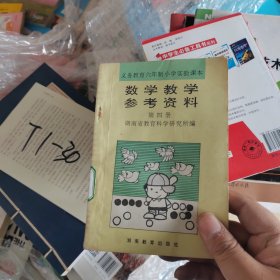 义务教育六年制小学实验课本
数学教学
参考资料
第四册
湖南省教育科学研究所编
湖南教育出版社
T1-30